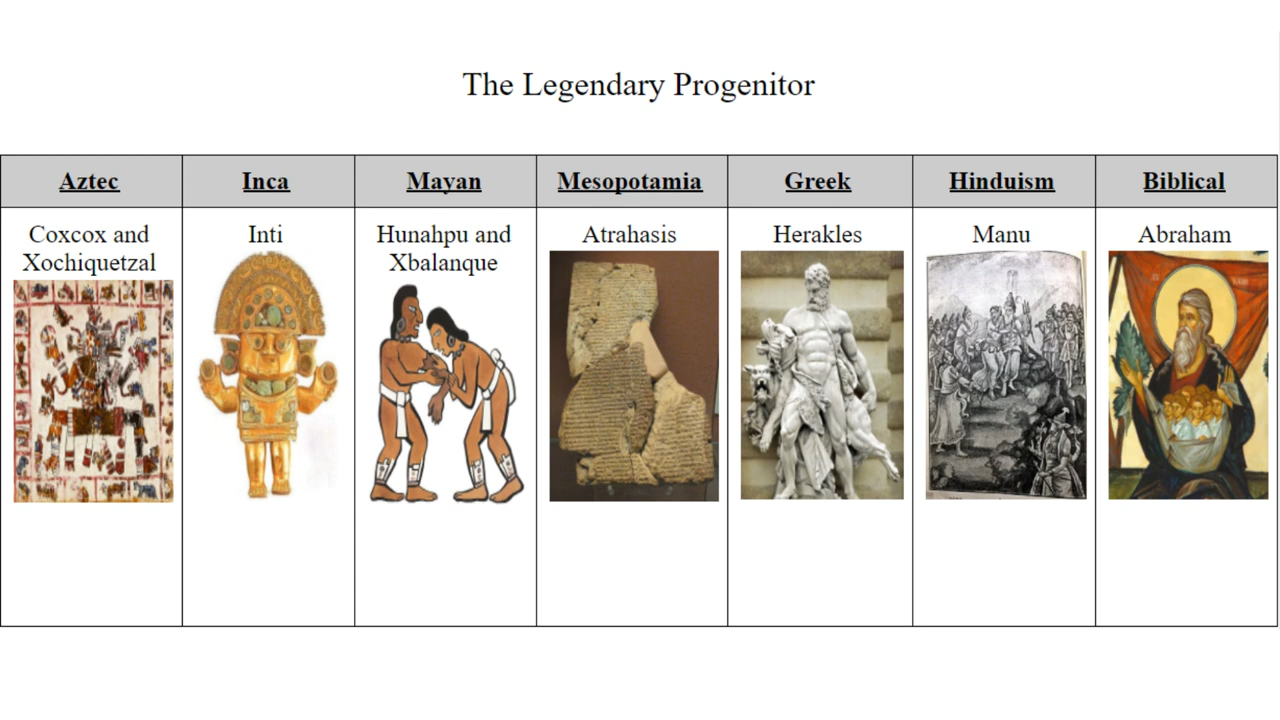 The Legendary Progenitor
Aztec
Inca
Mayan
Mesopotamia
Greek
Hinduism
Biblical
Coxcox and
Xochiquetzal
Inti
Hunahpu and
Xbalanque
Atrahasis
Herakles
Manu
Abraham